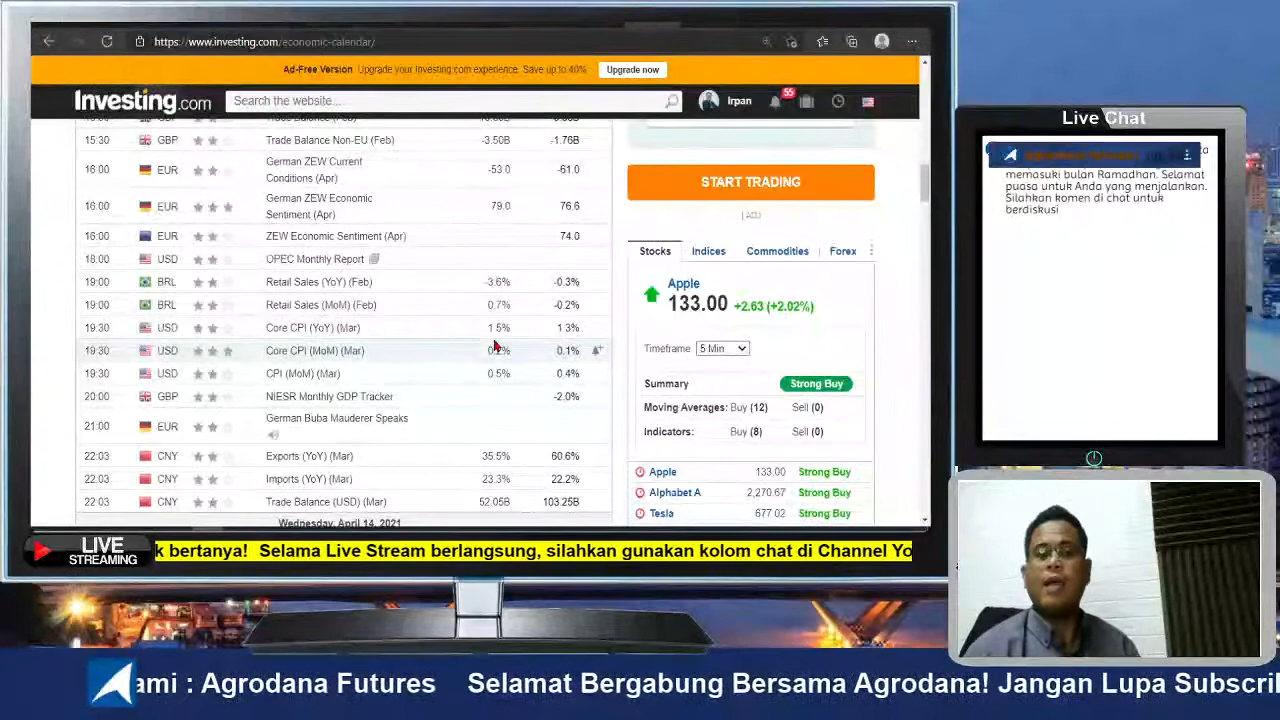 https://www.investing.com/economic-calendar/
Ad-Free Version Upgrade your Investing.com experience. Save up to 40% Upgrade now
Investing.com Search the website... 55 Irpan
15:30 GBP Trade Balance Non-EU (Feb) -3.50B -1.76B
16:00 EUR German ZEW Current Conditions (Apr) -53.0 -61.0
16:00 EUR German ZEW Economic Sentiment (Apr) 79.0 76.6
16:00 EUR ZEW Economic Sentiment (Apr) 74.0
18:10 USD OPEC Monthly Report
19:00 BRL Retail Sales (YoY) (Feb) -3.6% -0.3%
19:00 BRL Retail Sales (MoM) (Feb) 0.7% -0.2%
19:30 USD Core CPI (YoY) (Mar) 1.5% 1.3%
19:30 USD Core CPI (MoM) (Mar) 0.2% 0.1%
19:30 USD CPI (MoM) (Mar) 0.5% 0.4%
20:00 GBP NIESR Monthly GDP Tracker -2.0%
21:00 EUR German Buba Mauderer Speaks
22:03 CNY Exports (YoY) (Mar) 35.5% 60.6%
22:03 CNY Imports (YoY) (Mar) 23.3% 22.2%
22:03 CNY Trade Balance (USD) (Mar) 52.05B 103.25B
Wednesday, April 14, 2021
START TRADING
Stocks Indices Commodities Forex
Apple
133.00 +2.63 (+2.02%)
Timeframe 5 Min
Summary Strong Buy
Moving Averages: Buy (12) Sell (0)
Indicators: Buy (8) Sell (0)
Apple 133.00 Strong Buy
Alphabet A 2,270.67 Strong Buy
Tesla 677.02 Strong Buy
Live Chat
memasuki bulan Ramadhan. Selamat
puasa untuk Anda yang menjalankan.
Silahkan komen di chat untuk
berdiskusi
LIVE
STREAMING
k bertanya! Selama Live Stream berlangsung, silahkan gunakan kolom chat di Channel Yo
ami : Agrodana Futures Selamat Bergabung Bersama Agrodana! Jangan Lupa Subscri